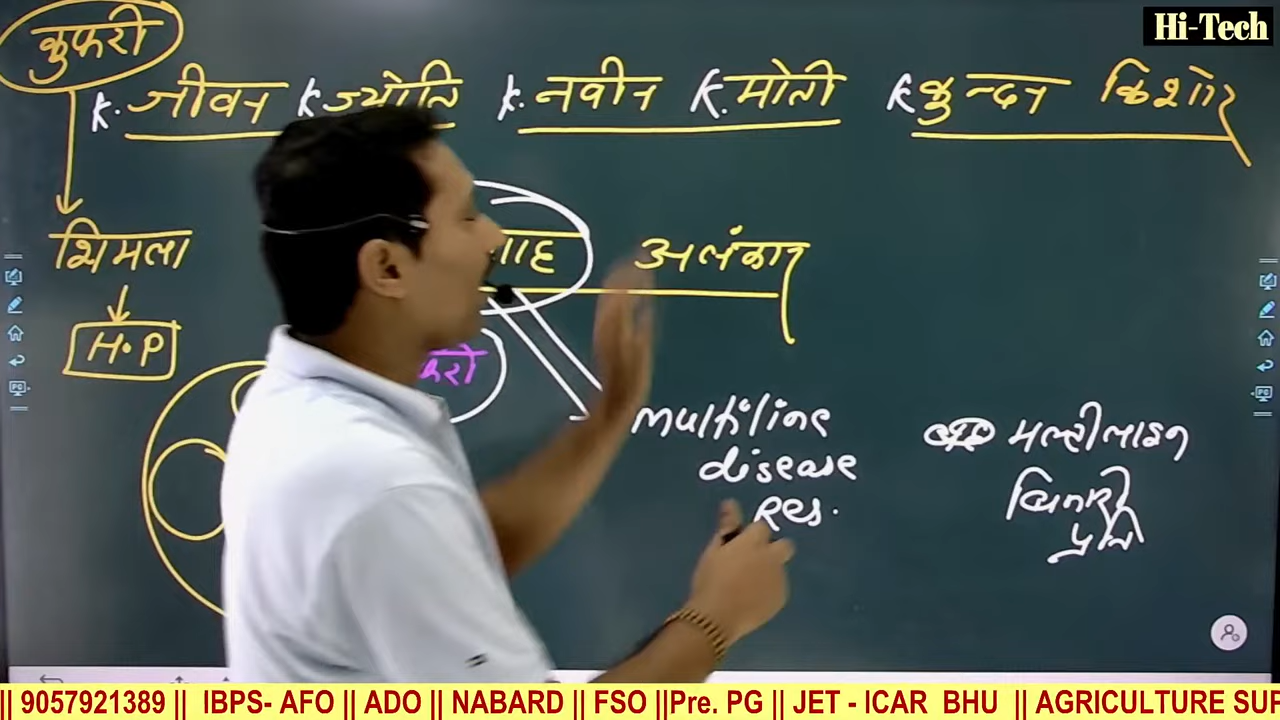 Hi-Tech
कुफरी
K. जीवन K ज्योति K. नवीन K. मोती K कुन्दन किशोर
शिमला
अलंकार
H.P
multiline
disease
Res.
मल्टीलाइन
|| 9057921389 || IBPS- AFO || ADO || NABARD || FSO ||Pre. PG || JET - ICAR BHU || AGRICULTURE SUP